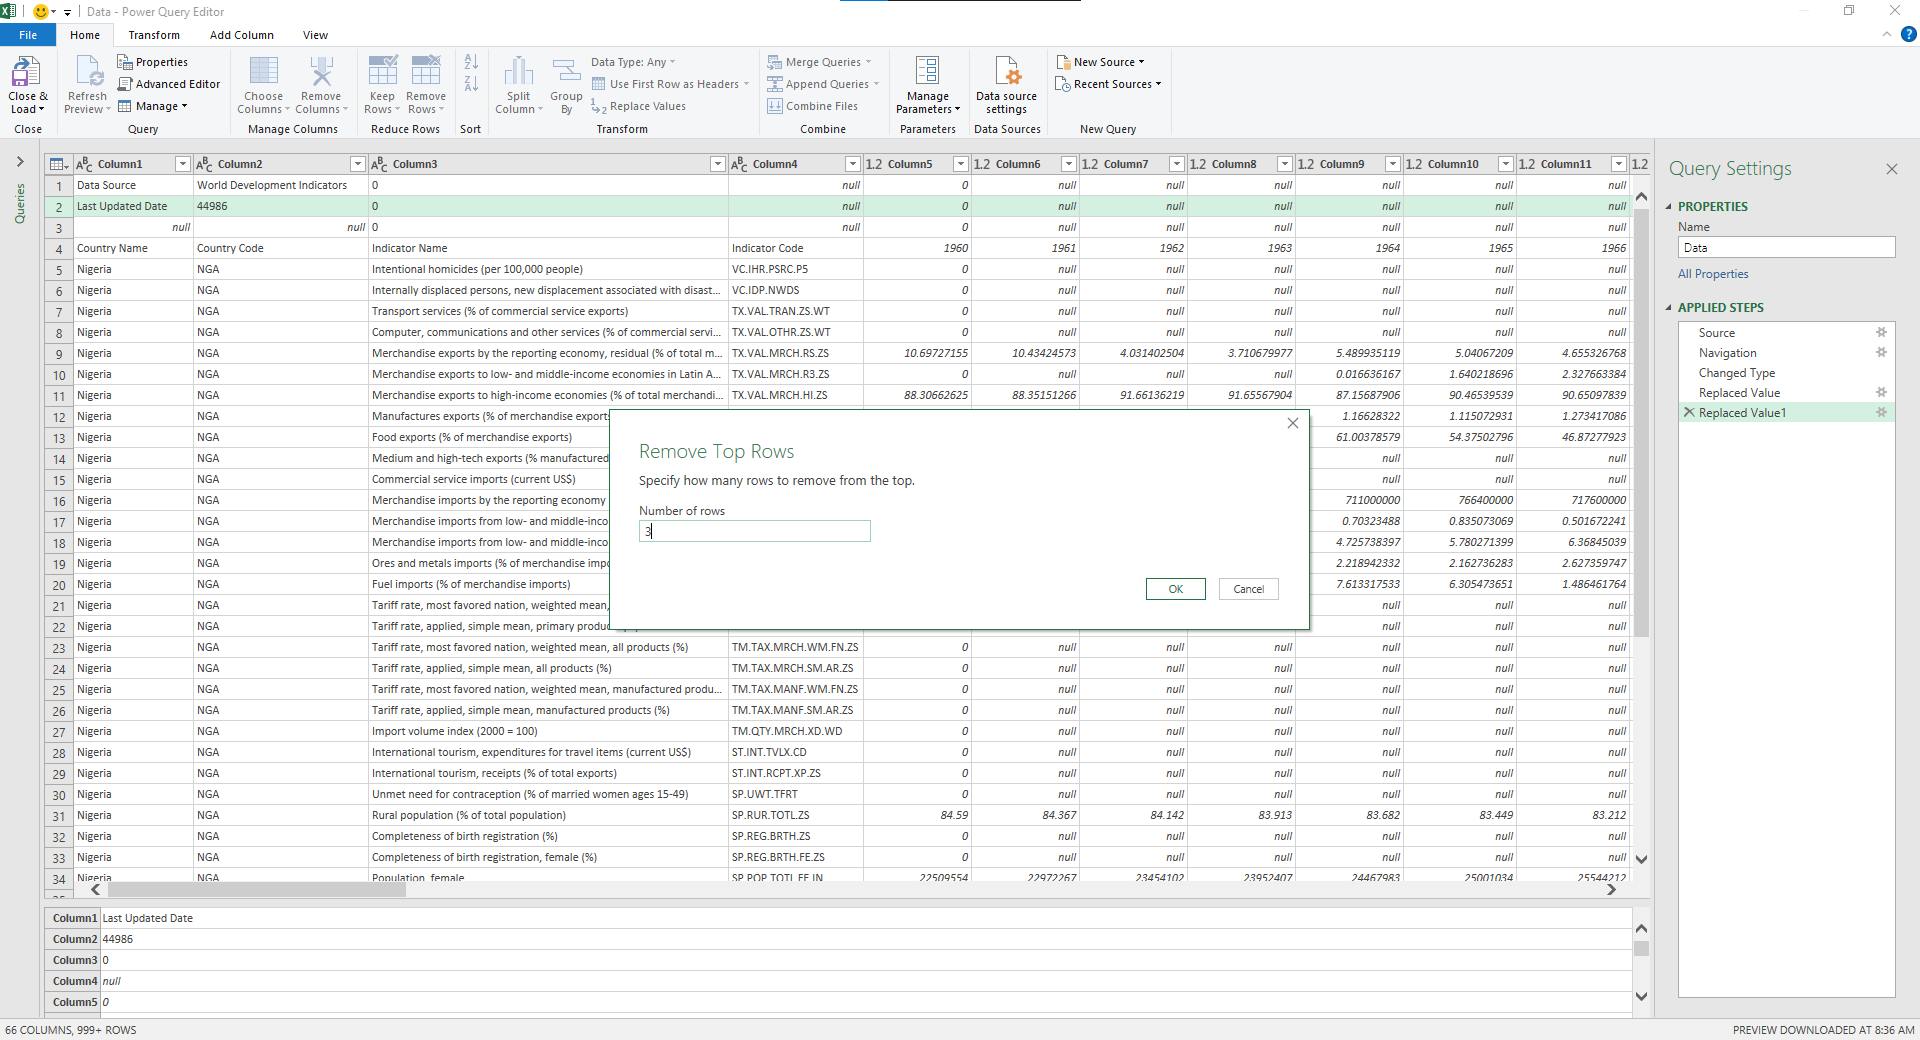 Data - Power Query Editor
File Home Transform Add Column View
Close & Load
Close
Refresh Preview
Properties
Advanced Editor
Manage
Query
Choose Columns
Remove Columns
Manage Columns
Keep Rows
Remove Rows
Reduce Rows
Sort
Split Column
Group By
Data Type: Any
Use First Row as Headers
Replace Values
Transform
Merge Queries
Append Queries
Combine Files
Combine
Manage Parameters
Parameters
Data source settings
Data Sources
New Source
Recent Sources
New Query
Queries
Column1 Column2 Column3 Column4 1.2 Column5 1.2 Column6 1.2 Column7 1.2 Column8 1.2 Column9 1.2 Column10 1.2 Column11 1.2
1 Data Source World Development Indicators 0 null 0 null null null null null null
2 Last Updated Date 44986 0 null 0 null null null null null null
3 null null 0 null 0 null null null null null null
4 Country Name Country Code Indicator Name Indicator Code 1960 1961 1962 1963 1964 1965 1966
5 Nigeria NGA Intentional homicides (per 100,000 people) VC.IHR.PSRC.P5 0 null null null null null null
6 Nigeria NGA Internally displaced persons, new displacement associated with disast... VC.IDP.NWDS 0 null null null null null null
7 Nigeria NGA Transport services (% of commercial service exports) TX.VAL.TRAN.ZS.WT 0 null null null null null null
8 Nigeria NGA Computer, communications and other services (% of commercial servi... TX.VAL.OTHR.ZS.WT 0 null null null null null null
9 Nigeria NGA Merchandise exports by the reporting economy, residual (% of total m... TX.VAL.MRCH.RS.ZS 10.69727155 10.43424573 4.031402504 3.710679977 5.489935119 5.04067209 4.655326768
10 Nigeria NGA Merchandise exports to low- and middle-income economies in Latin A... TX.VAL.MRCH.R3.ZS 0 null null null 0.016636167 1.640218696 2.327663384
11 Nigeria NGA Merchandise exports to high-income economies (% of total merchandi... TX.VAL.MRCH.HI.ZS 88.30662625 88.35151266 91.66136219 91.65567904 87.15687906 90.46539539 90.65097839
12 Nigeria NGA Manufactures exports (% of merchandise exports 1.16628322 1.115072931 1.273417086
13 Nigeria NGA Food exports (% of merchandise exports) 61.00378579 54.37502796 46.87277923
14 Nigeria NGA Medium and high-tech exports (% manufactured null null null
15 Nigeria NGA Commercial service imports (current US$) null null null
16 Nigeria NGA Merchandise imports by the reporting economy 711000000 766400000 717600000
17 Nigeria NGA Merchandise imports from low- and middle-inco 0.70323488 0.835073069 0.501672241
18 Nigeria NGA Merchandise imports from low- and middle-inco 4.725738397 5.780271399 6.36845039
19 Nigeria NGA Ores and metals imports (% of merchandise impo 2.218942332 2.162736283 2.627359747
20 Nigeria NGA Fuel imports (% of merchandise imports) 7.613317533 6.305473651 1.486461764
21 Nigeria NGA Tariff rate, most favored nation, weighted mean, null null null
22 Nigeria NGA Tariff rate, applied, simple mean, primary produc null null null
23 Nigeria NGA Tariff rate, most favored nation, weighted mean, all products (%) TM.TAX.MRCH.WM.FN.ZS 0 null null null null null null
24 Nigeria NGA Tariff rate, applied, simple mean, all products (%) TM.TAX.MRCH.SM.AR.ZS 0 null null null null null null
25 Nigeria NGA Tariff rate, most favored nation, weighted mean, manufactured produ... TM.TAX.MANF.WM.FN.ZS 0 null null null null null null
26 Nigeria NGA Tariff rate, applied, simple mean, manufactured products (%) TM.TAX.MANF.SM.AR.ZS 0 null null null null null null
27 Nigeria NGA Import volume index (2000 = 100) TM.QTY.MRCH.XD.WD 0 null null null null null null
28 Nigeria NGA International tourism, expenditures for travel items (current US$) ST.INT.TVLX.CD 0 null null null null null null
29 Nigeria NGA International tourism, receipts (% of total exports) ST.INT.RCPT.XP.ZS 0 null null null null null null
30 Nigeria NGA Unmet need for contraception (% of married women ages 15-49) SP.UWT.TFRT 0 null null null null null null
31 Nigeria NGA Rural population (% of total population) SP.RUR.TOTL.ZS 84.59 84.367 84.142 83.913 83.682 83.449 83.212
32 Nigeria NGA Completeness of birth registration (%) SP.REG.BRTH.ZS 0 null null null null null null
33 Nigeria NGA Completeness of birth registration, female (%) SP.REG.BRTH.FE.ZS 0 null null null null null null
34 Nigeria NGA Population, female SP.POP.TOTL.FE.IN 22509554 22972267 23454102 23952407 24467983 25001034 25544212
Remove Top Rows
Specify how many rows to remove from the top.
Number of rows
3
OK Cancel
Column1 Last Updated Date
Column2 44986
Column3 0
Column4 null
Column5 0
Query Settings
PROPERTIES
Name
Data
All Properties
APPLIED STEPS
Source
Navigation
Changed Type
Replaced Value
Replaced Value1
66 COLUMNS, 999+ ROWS
PREVIEW DOWNLOADED AT 8:36 AM